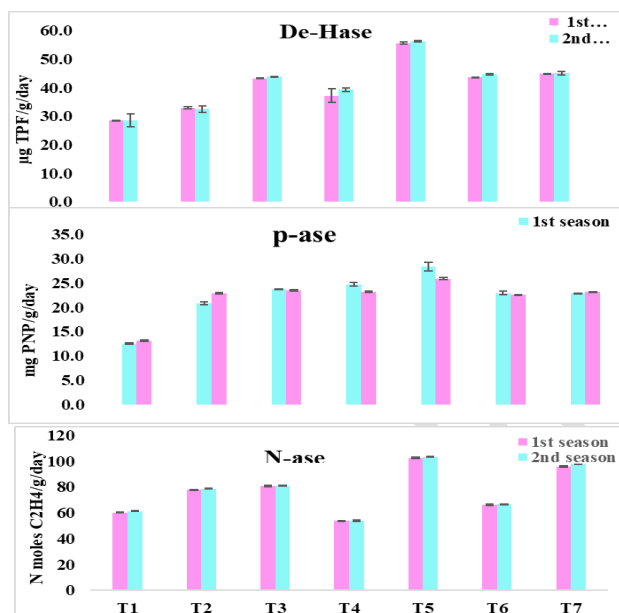 De-Hase
1st...
2nd...
µg TPF/g/day
60.0
50.0
40.0
30.0
20.0
10.0
0.0
p-ase
1st season
mg PNP/g/day
35.0
30.0
25.0
20.0
15.0
10.0
5.0
0.0
N-ase
1st season
2nd season
N moles C2H4/g/day
120
100
80
60
40
20
0
T1 T2 T3 T4 T5 T6 T7